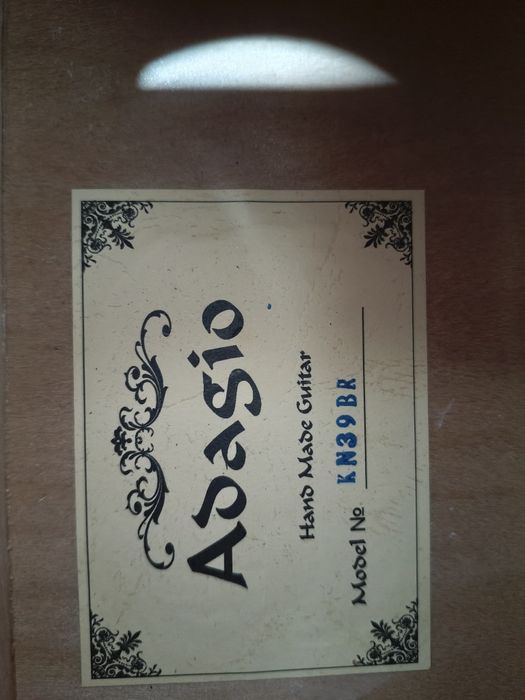 Adagio
Hand Made Guitar
Model № KN39BR